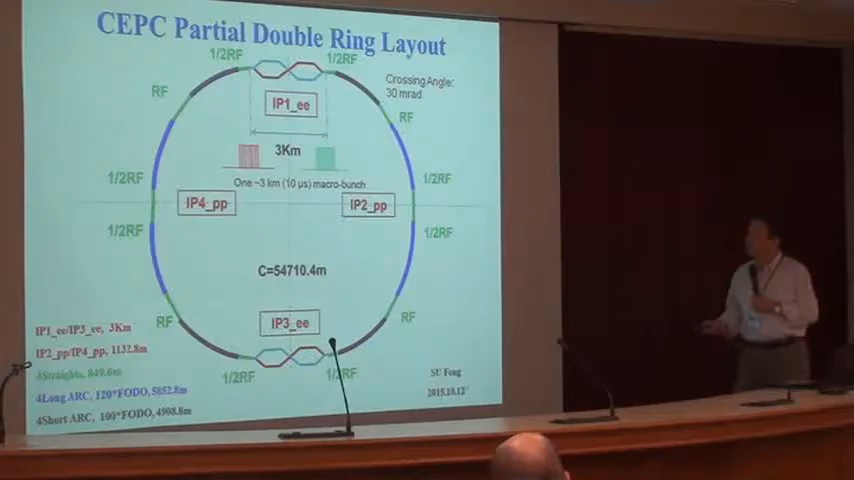 CEPC Partial Double Ring Layout
1/2RF
1/2RF
Crossing Angle:
30 mrad
RF
IP1_ee
RF
3Km
One ~3 km (10 µs) macro-bunch
1/2RF
1/2RF
IP4_pp
IP2_pp
1/2RF
1/2RF
C=54710.4m
RF
IP3_ee
RF
IP1_ee/IP3_ee, 3Km
IP2_pp/IP4_pp, 1132.8m
4Straights, 849.6m
4Long ARC, 120*FODO, 5852.8m
4Short ARC, 100*FODO, 4998.8m
1/2RF
1/2RF
SU Feng
2015.10.12